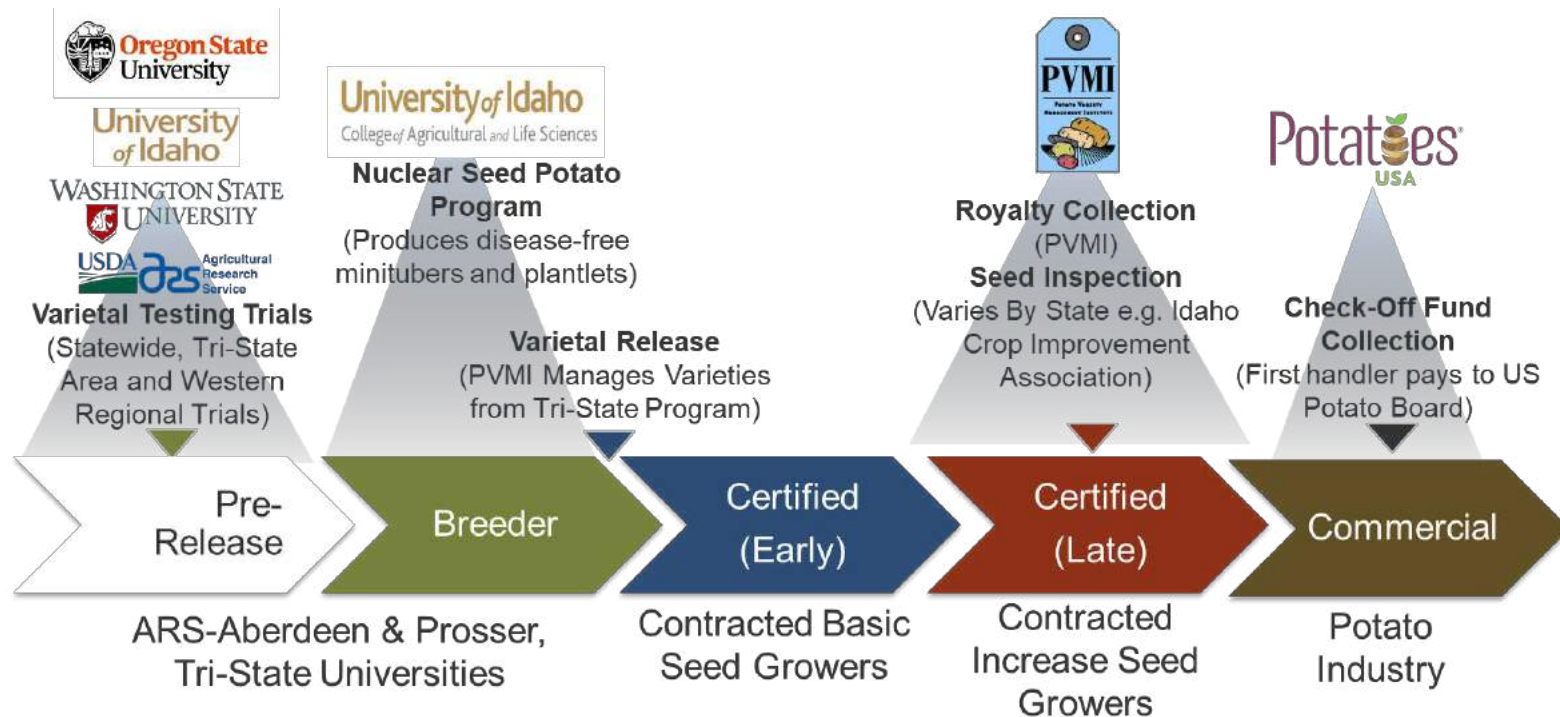 Oregon State
University
University
of Idaho
WASHINGTON STATE
UNIVERSITY
USDA
ars
Agricultural
Research
Service
Varietal Testing Trials
(Statewide, Tri-State
Area and Western
Regional Trials)
University of Idaho
College of Agricultural and Life Sciences
Nuclear Seed Potato
Program
(Produces disease-free
minitubers and plantlets)
Varietal Release
(PVMI Manages Varieties
from Tri-State Program)
PVMI
POTATO VARIETY
MANAGEMENT INSTITUTE
Royalty Collection
(PVMI)
Seed Inspection
(Varies By State e.g. Idaho
Crop Improvement
Association)
Potatoes
USA
Check-Off Fund
Collection
(First handler pays to US
Potato Board)
Pre-
Release
Breeder
Certified
(Early)
Certified
(Late)
Commercial
ARS-Aberdeen & Prosser,
Tri-State Universities
Contracted Basic
Seed Growers
Contracted
Increase Seed
Growers
Potato
Industry